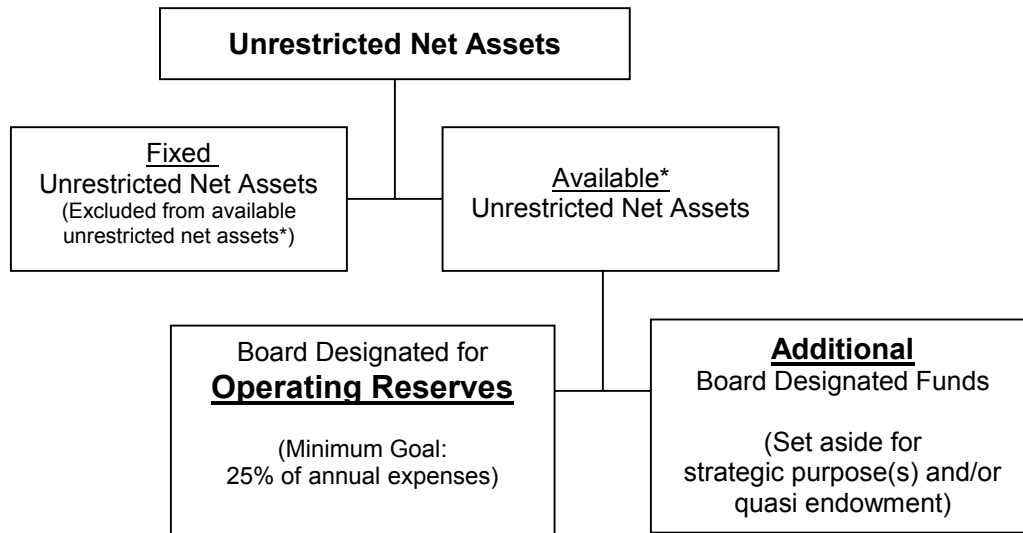 Unrestricted Net Assets
Fixed
Unrestricted Net Assets
(Excluded from available
unrestricted net assets*)
Available*
Unrestricted Net Assets
Board Designated for
Operating Reserves
(Minimum Goal:
25% of annual expenses)
Additional
Board Designated Funds
(Set aside for
strategic purpose(s) and/or
quasi endowment)